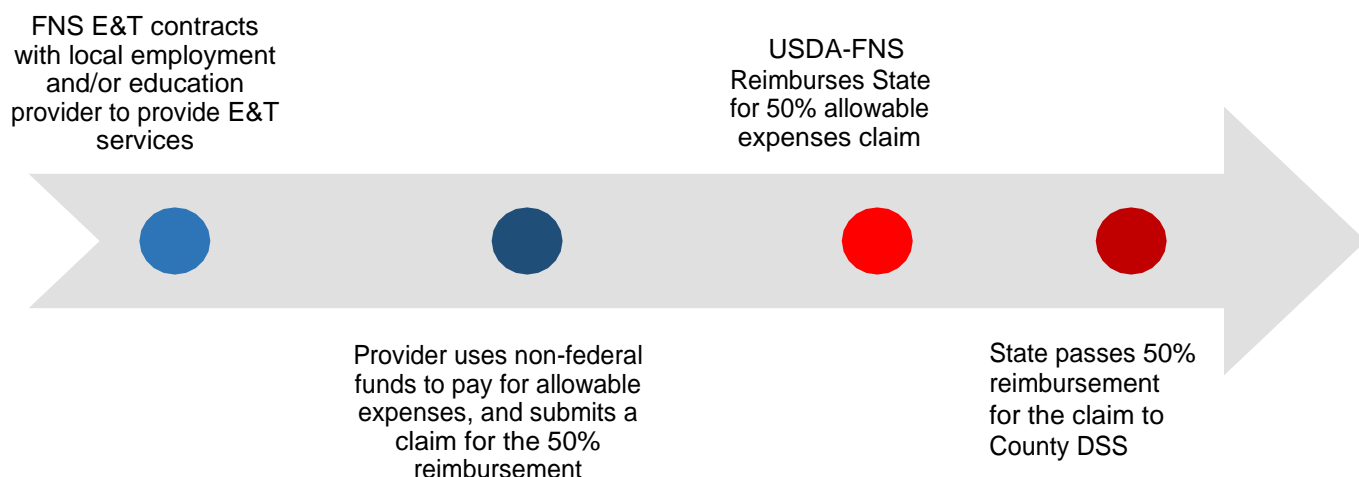 FNS E&T contracts
with local employment
and/or education
provider to provide E&T
services
Provider uses non-federal
funds to pay for allowable
expenses, and submits a
claim for the 50%
reimbursement
USDA-FNS
Reimburses State
for 50% allowable
expenses claim
State passes 50%
reimbursement
for the claim to
County DSS